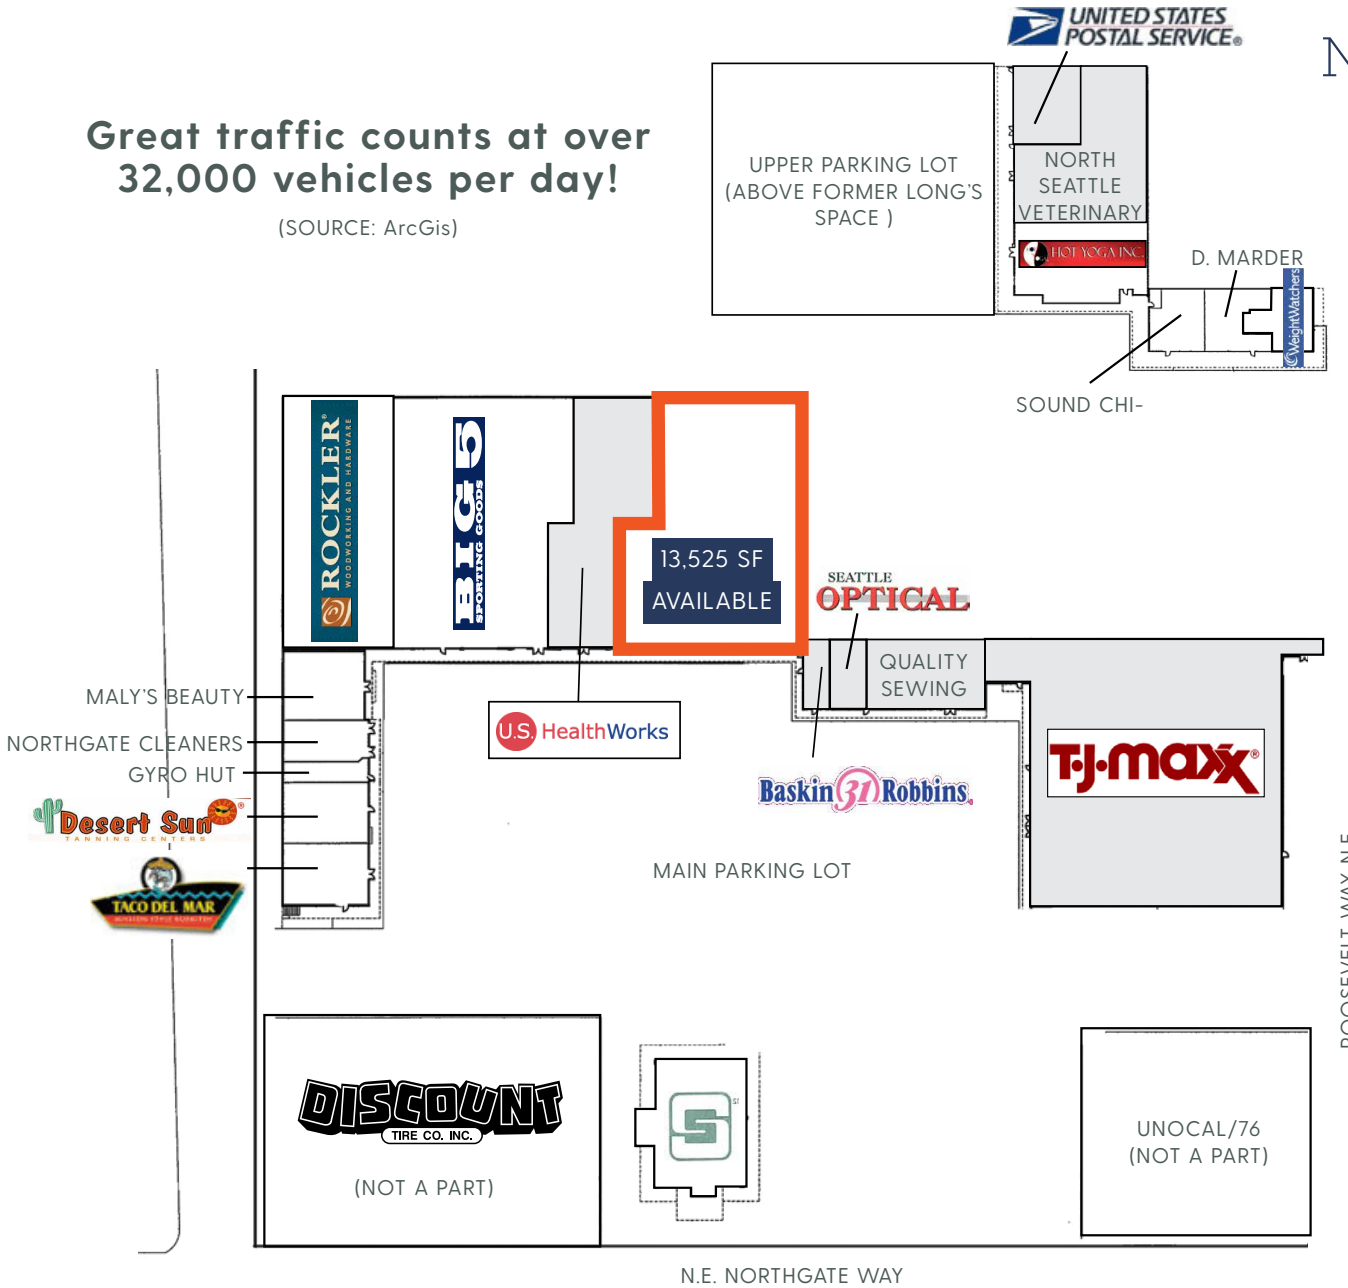 UNITED STATES
POSTAL SERVICE®
N
Great traffic counts at over
32,000 vehicles per day!
(SOURCE: ArcGis)
UPPER PARKING LOT
(ABOVE FORMER LONG'S
SPACE )
NORTH
SEATTLE
VETERINARY
HOT YOGA INC.
D. MARDER
WeightWatchers
SOUND CHI-
ROCKLER®
WOODWORKING AND HARDWARE
BIG 5
SPORTING GOODS
13,525 SF
AVAILABLE
SEATTLE
OPTICAL
QUALITY
SEWING
MALY'S BEAUTY
NORTHGATE CLEANERS
GYRO HUT
U.S. HealthWorks
T·J·maxx®
Baskin 31 Robbins
Desert Sun®
TANNING CENTERS
TACO DEL MAR
MAIN PARKING LOT
ROOSEVELT WAY N.E.
DISCOUNT
TIRE CO. INC.
(NOT A PART)
S
UNOCAL/76
(NOT A PART)
N.E. NORTHGATE WAY